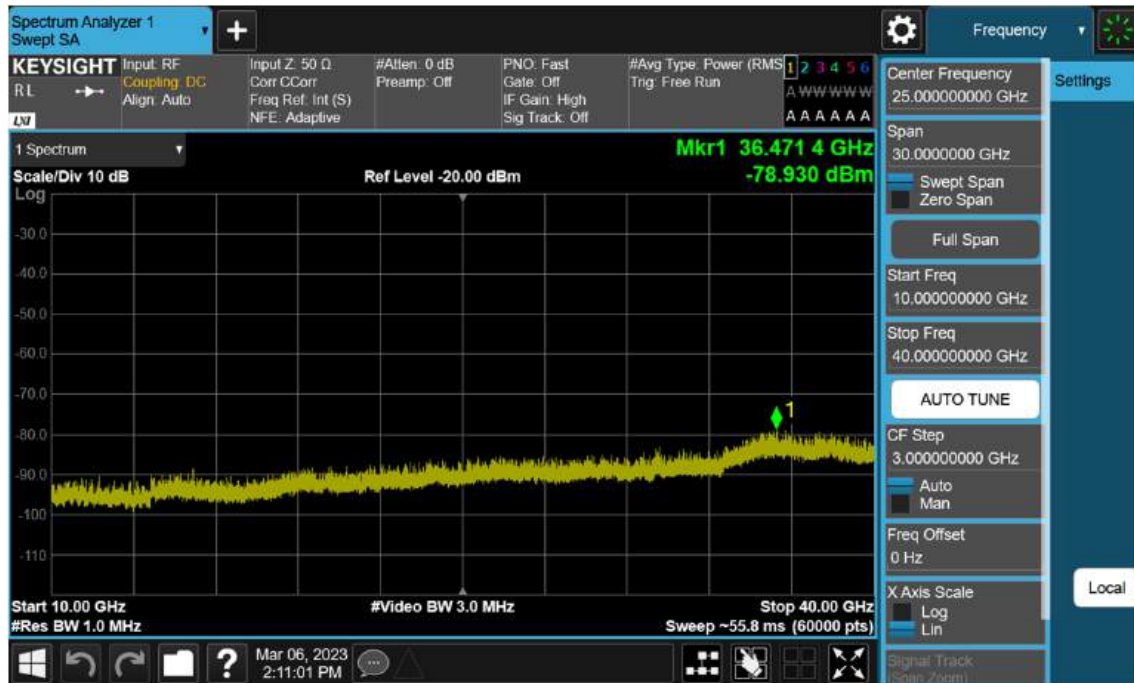 Spectrum Analyzer 1
Swept SA
+
Frequency
KEYSIGHT
RL
LXI
Input: RF
Coupling: DC
Align: Auto
Input Z: 50 Ω
Corr CCorr
Freq Ref: Int (S)
NFE: Adaptive
#Atten: 0 dB
Preamp: Off
PNO: Fast
Gate: Off
IF Gain: High
Sig Track: Off
#Avg Type: Power (RMS
Trig: Free Run
1 2 3 4 5 6
A W W W W W
A A A A A A
Center Frequency
25.000000000 GHz
Settings
1 Spectrum
Mkr1 36.471 4 GHz
Scale/Div 10 dB
Ref Level -20.00 dBm
-78.930 dBm
Log
-30.0
-40.0
-50.0
-60.0
-70.0
-80.0
-90.0
-100
-110
1
Span
30.0000000 GHz
Swept Span
Zero Span
Full Span
Start Freq
10.000000000 GHz
Stop Freq
40.000000000 GHz
AUTO TUNE
CF Step
3.000000000 GHz
Auto
Man
Freq Offset
0 Hz
X Axis Scale
Log
Lin
Signal Track
(Span Zoom)
Local
Start 10.00 GHz
#Video BW 3.0 MHz
Stop 40.00 GHz
#Res BW 1.0 MHz
Sweep ~55.8 ms (60000 pts)
?
Mar 06, 2023
2:11:01 PM